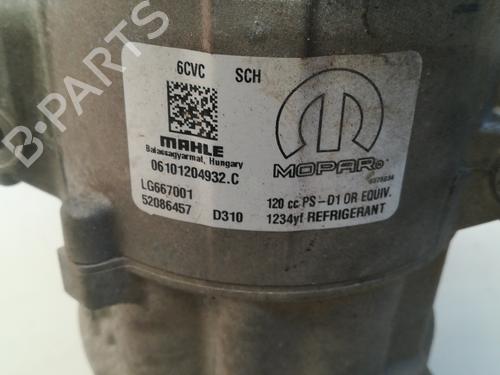 6CVC SCH
MAHLE
Balassagyarmat, Hungary
06101204932.C
LG667001
52086457 D310
MOPAR®
120 cc PS-D1 OR EQUIV.
1234yf REFRIGERANT
B-PARTS